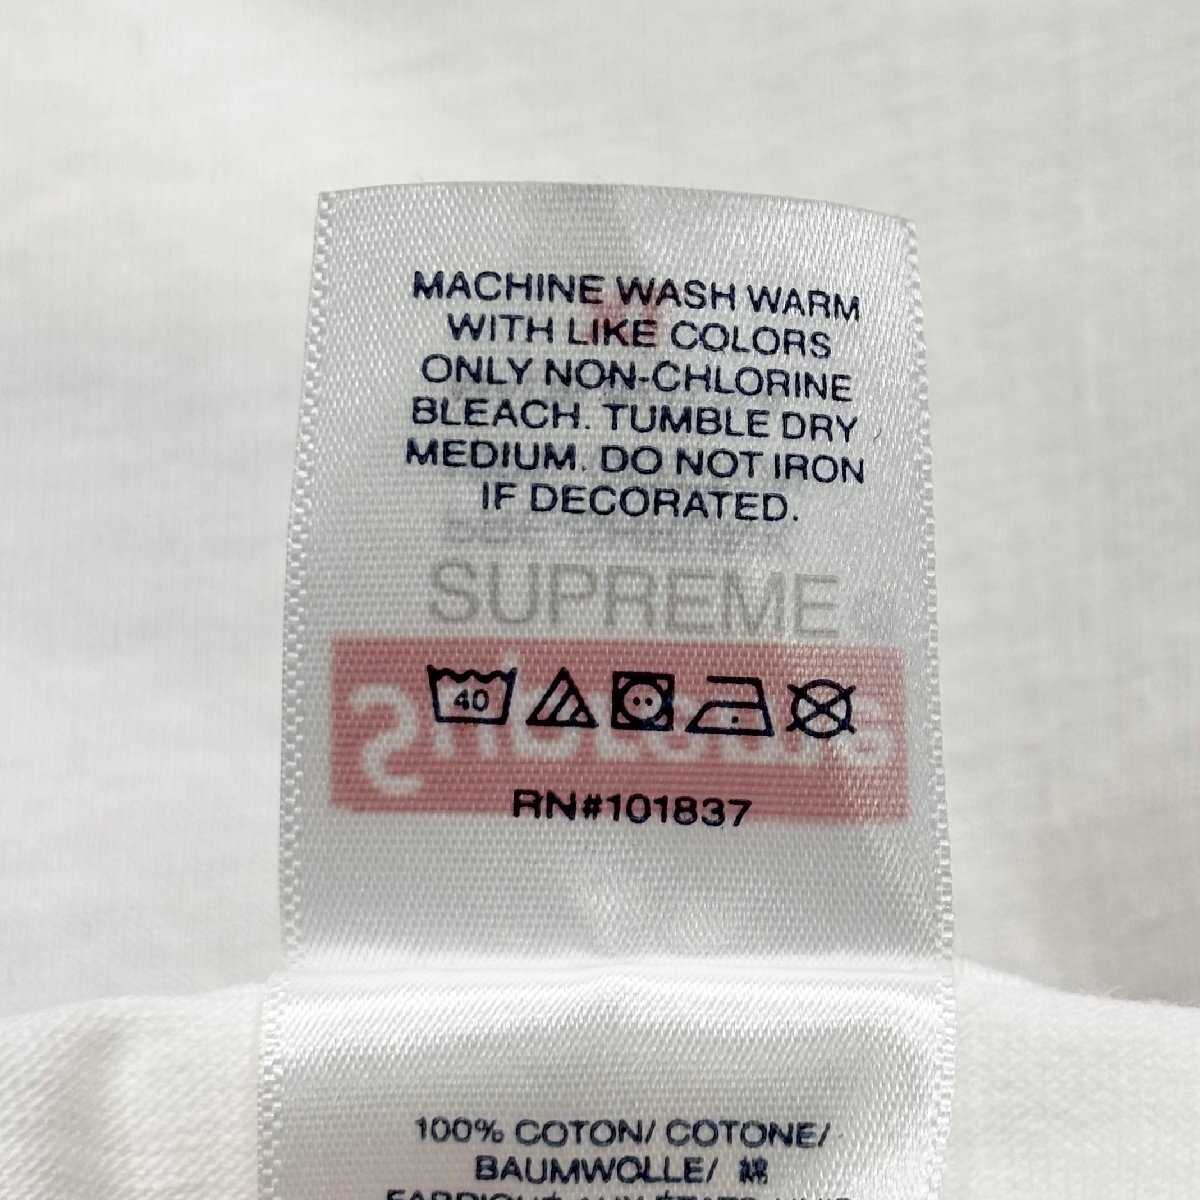 MACHINE WASH WARM
WITH LIKE COLORS
ONLY NON-CHLORINE
BLEACH. TUMBLE DRY
MEDIUM. DO NOT IRON
IF DECORATED.
SUPREME
40
RN#101837
100% COTON/ COTONE/
BAUMWOLLE/ 綿